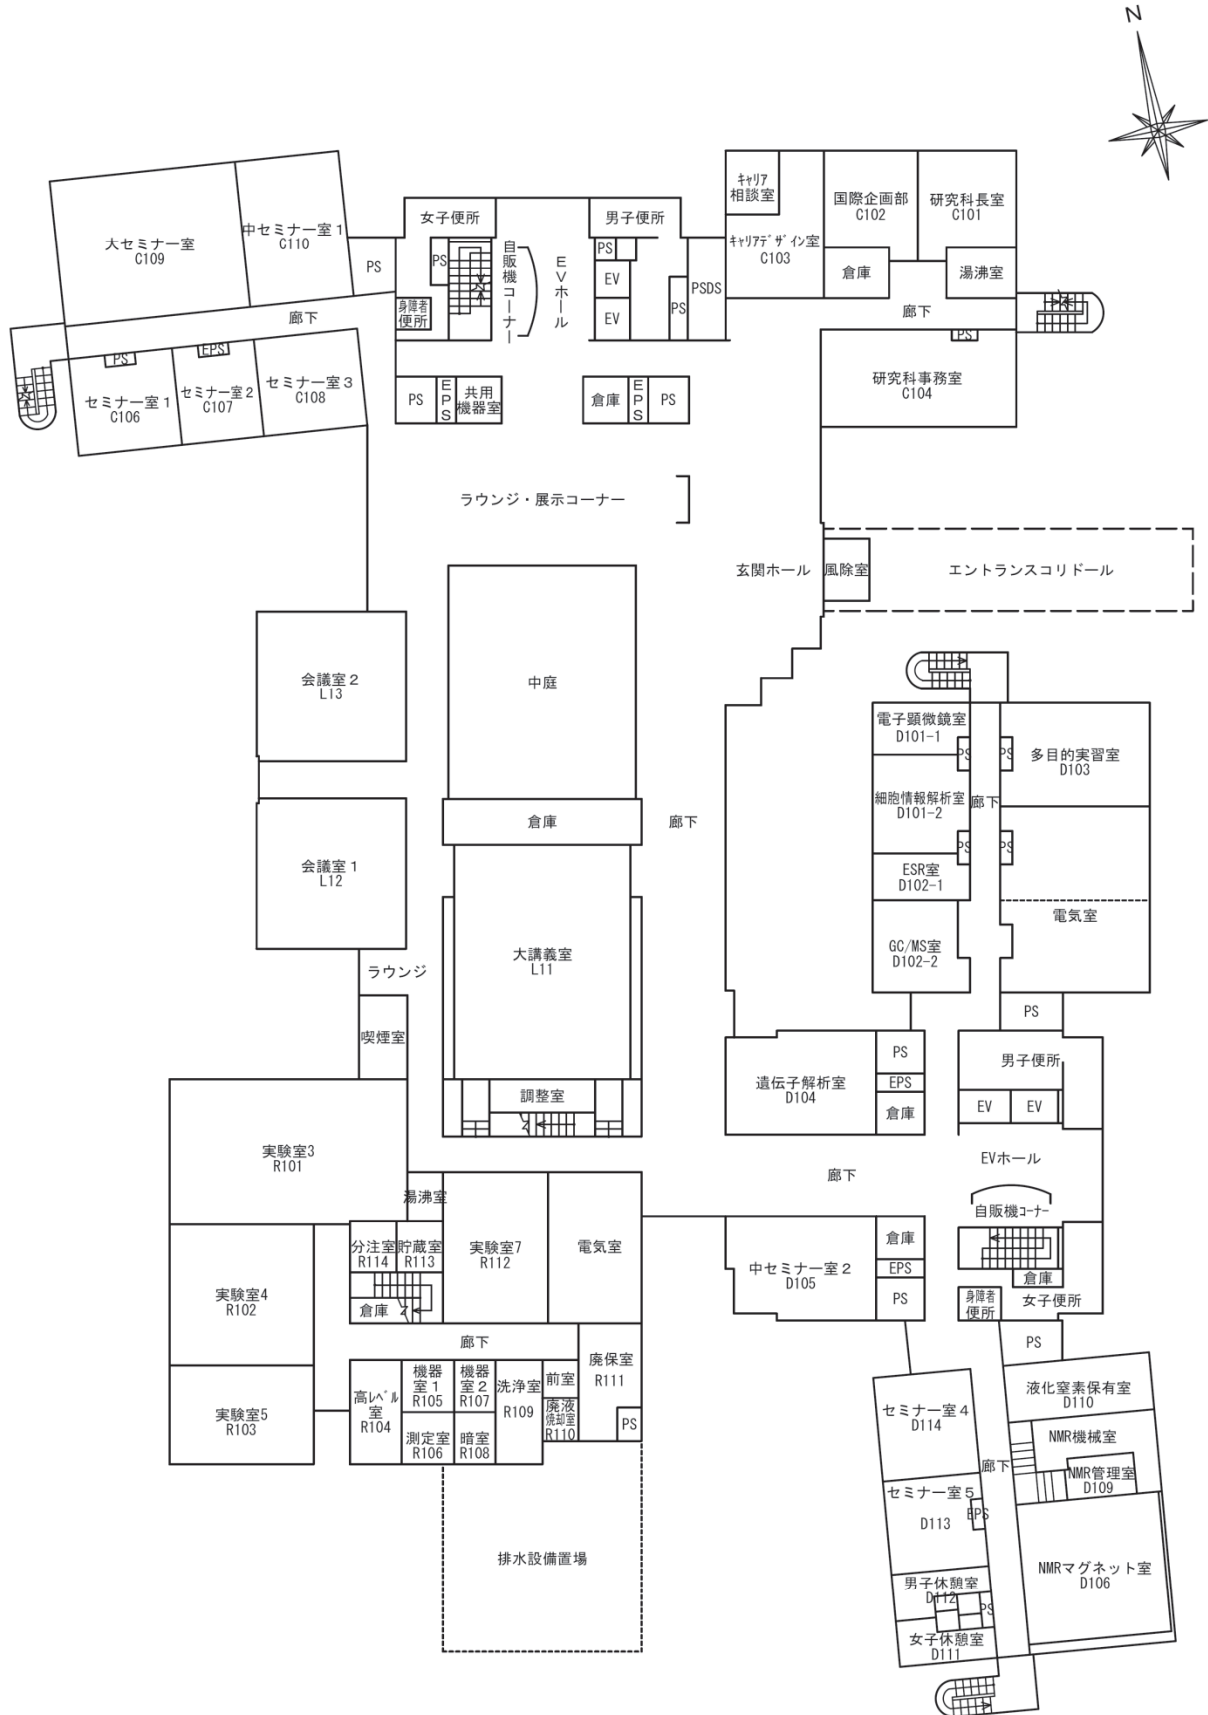 N
キャリア
相談室
国際企画部
C102
研究科長室
C101
大セミナー室
C109
中セミナー室1
C110
女子便所
男子便所
キャリアデザイン室
C103
倉庫
湯沸室
PS
PS
自販機コーナー
EVホール
PS
EV
EV
PS
PSDS
身障者
便所
廊下
廊下
PS
EPS
PS
セミナー室1
C106
セミナー室2
C107
セミナー室3
C108
研究科事務室
C104
PS
EPS
共用
機器室
倉庫
EPS
PS
ラウンジ・展示コーナー
玄関ホール
風除室
エントランスコリドール
会議室2
L13
中庭
電子顕微鏡室
D101-1
PS
PS
多目的実習室
D103
細胞情報解析室
D101-2
廊下
倉庫
廊下
PS
PS
会議室1
L12
ESR室
D102-1
電気室
大講義室
L11
GC/MS室
D102-2
ラウンジ
喫煙室
PS
PS
男子便所
遺伝子解析室
D104
EPS
倉庫
EV
EV
調整室
実験室3
R101
廊下
EVホール
湯沸室
自販機コーナー
分注室
R114
貯蔵室
R113
実験室7
R112
電気室
倉庫
中セミナー室2
D105
EPS
PS
倉庫
身障者
便所
女子便所
実験室4
R102
倉庫
廊下
PS
廃保室
R111
高レベル
室
R104
機器
室1
R105
機器
室2
R107
洗浄室
R109
前室
廃液
焼却室
R110
PS
測定室
R106
暗室
R108
実験室5
R103
液化窒素保有室
D110
セミナー室4
D114
NMR機械室
廊下
NMR管理室
D109
セミナー室5
D113
EPS
排水設備置場
NMRマグネット室
D106
男子休憩室
D112
PS
女子休憩室
D111